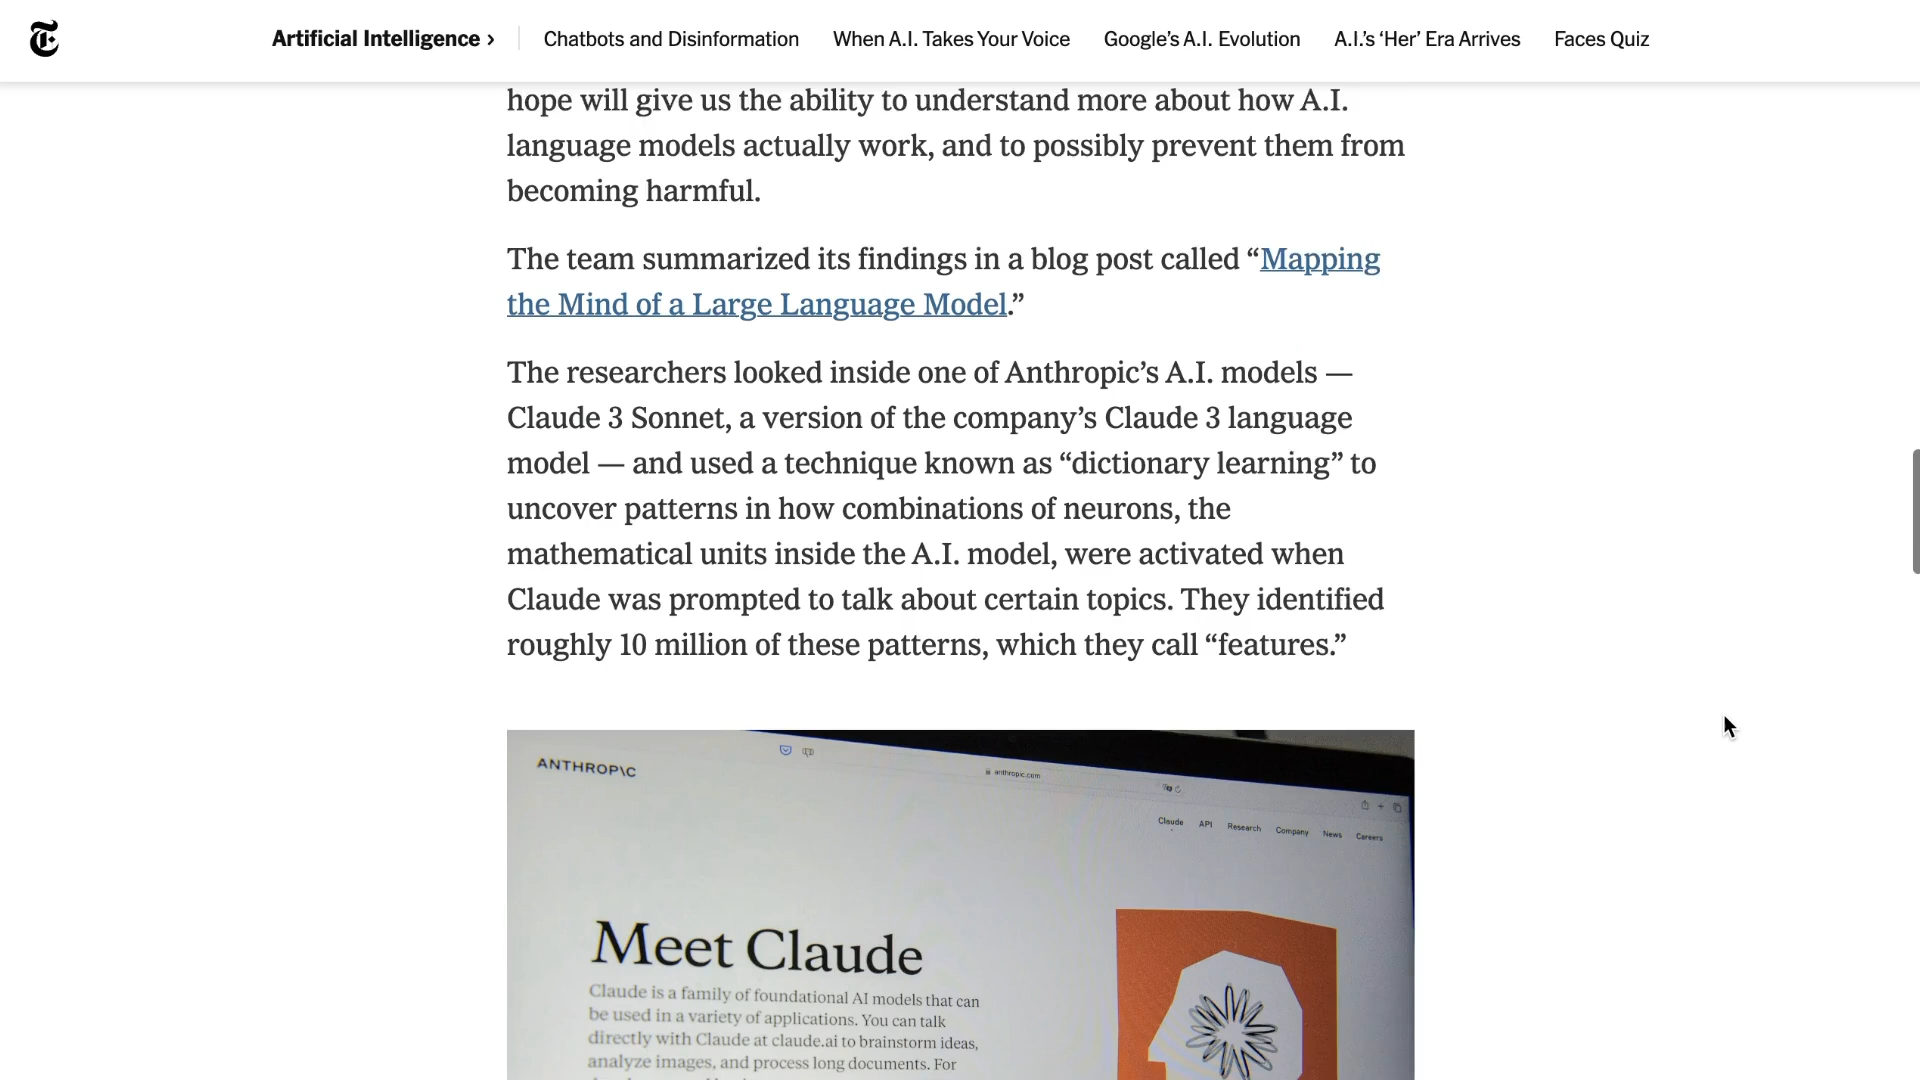 Artificial Intelligence ›
Chatbots and Disinformation
When A.I. Takes Your Voice
Google’s A.I. Evolution
A.I.’s ‘Her’ Era Arrives
Faces Quiz
hope will give us the ability to understand more about how A.I.
language models actually work, and to possibly prevent them from
becoming harmful.
The team summarized its findings in a blog post called “Mapping
the Mind of a Large Language Model.”
The researchers looked inside one of Anthropic’s A.I. models —
Claude 3 Sonnet, a version of the company’s Claude 3 language
model — and used a technique known as “dictionary learning” to
uncover patterns in how combinations of neurons, the
mathematical units inside the A.I. model, were activated when
Claude was prompted to talk about certain topics. They identified
roughly 10 million of these patterns, which they call “features.”
anthropic.com
ANTHROP\C
Claude API Research Company News Careers
Meet Claude
Claude is a family of foundational AI models that can
be used in a variety of applications. You can talk
directly with Claude at claude.ai to brainstorm ideas,
analyze images, and process long documents. For